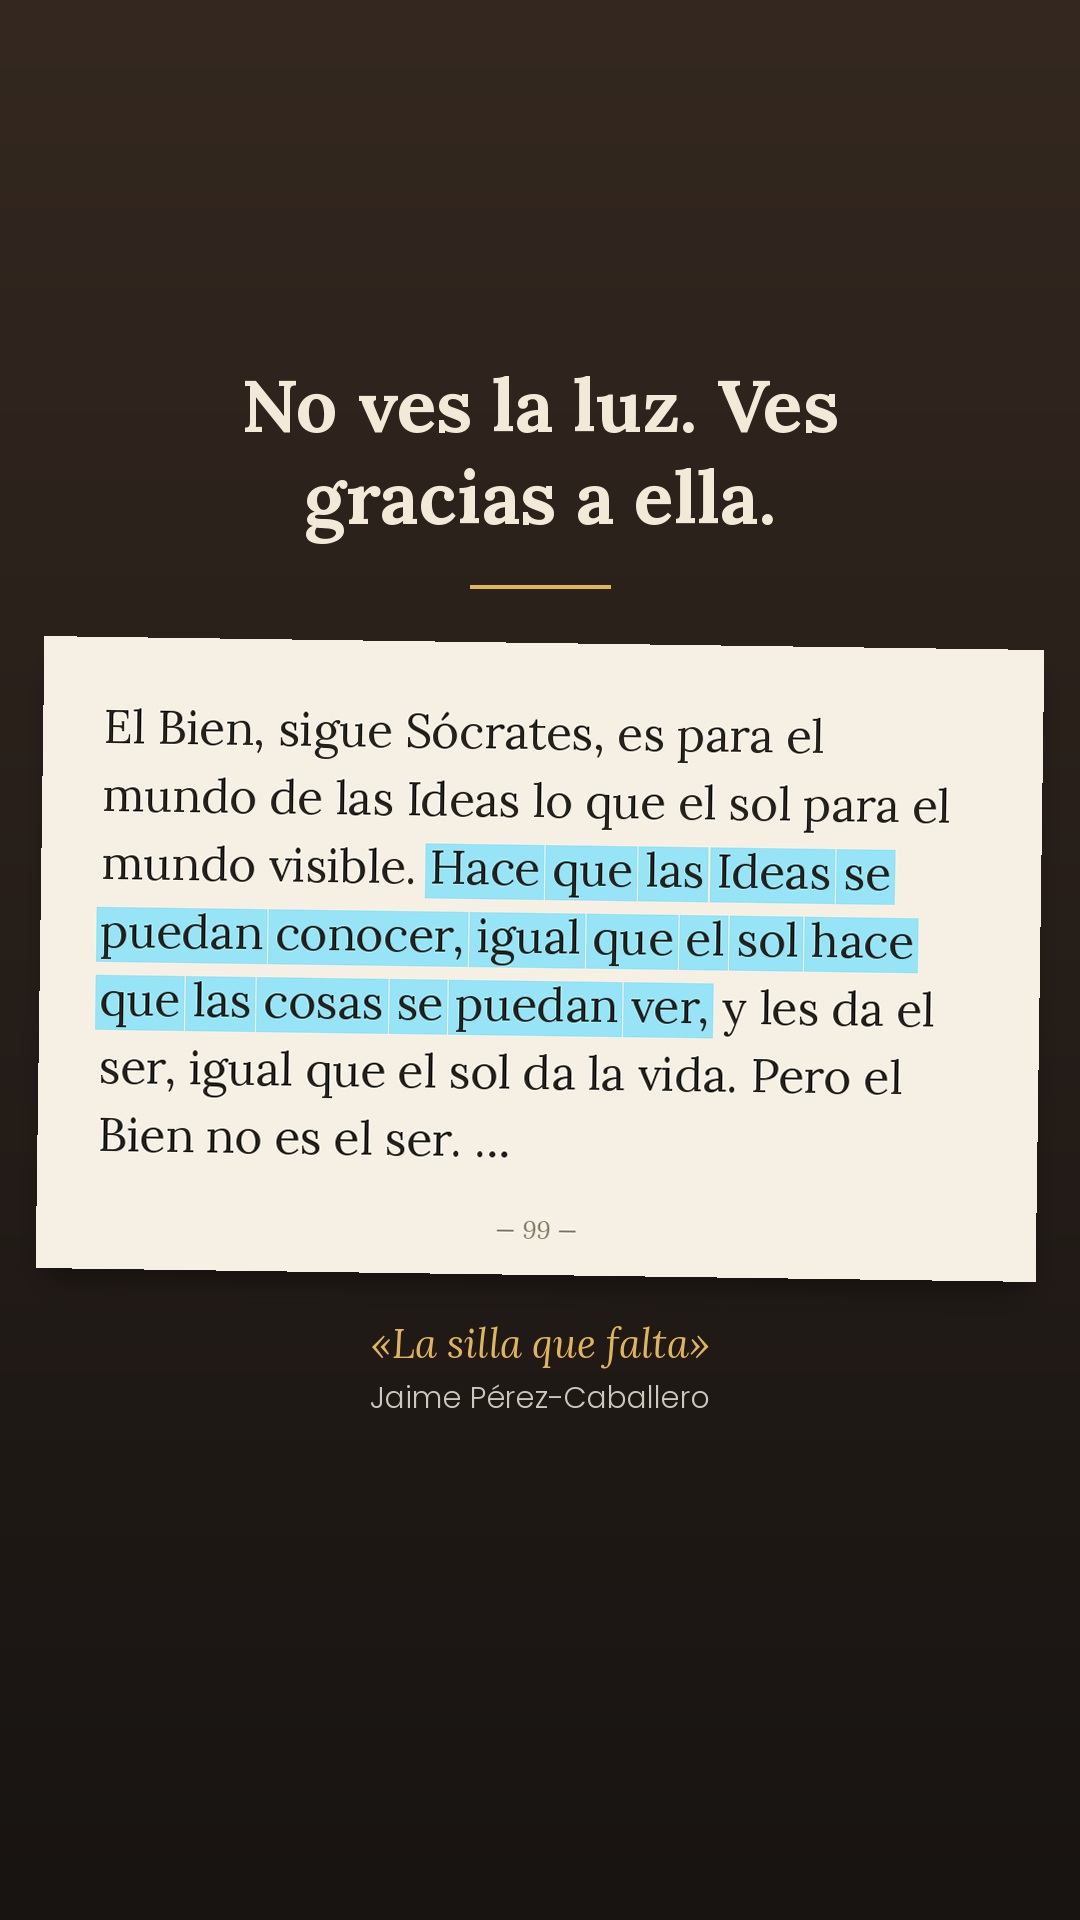 No ves la luz. Ves
gracias a ella.
El Bien, sigue Sócrates, es para el
mundo de las Ideas lo que el sol para el
mundo visible. Hace que las Ideas se
puedan conocer, igual que el sol hace
que las cosas se puedan ver, y les da el
ser, igual que el sol da la vida. Pero el
Bien no es el ser. ...
— 99 —
«La silla que falta»
Jaime Pérez-Caballero